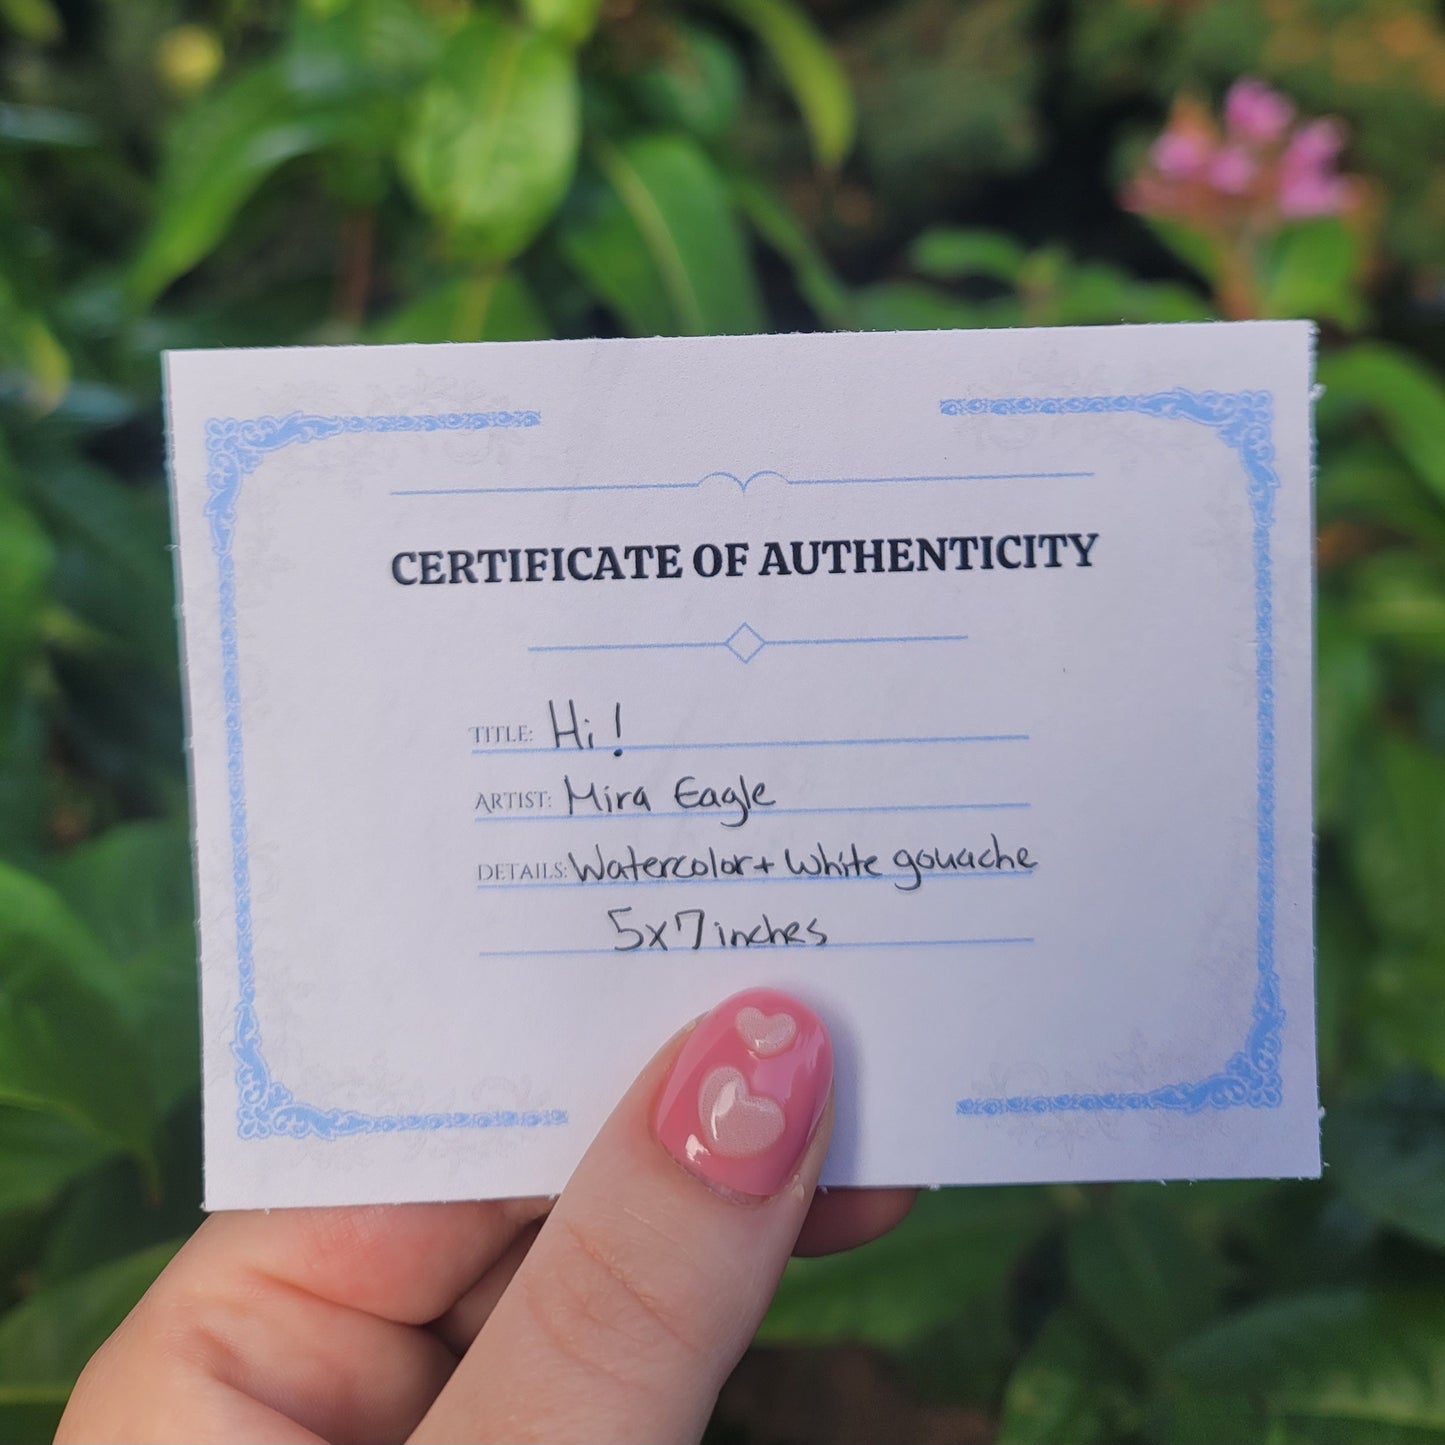 CERTIFICATE OF AUTHENTICITY
TITLE: Hi!
ARTIST: Mira Eagle
DETAILS: Watercolor + White gouache
5x7 inches